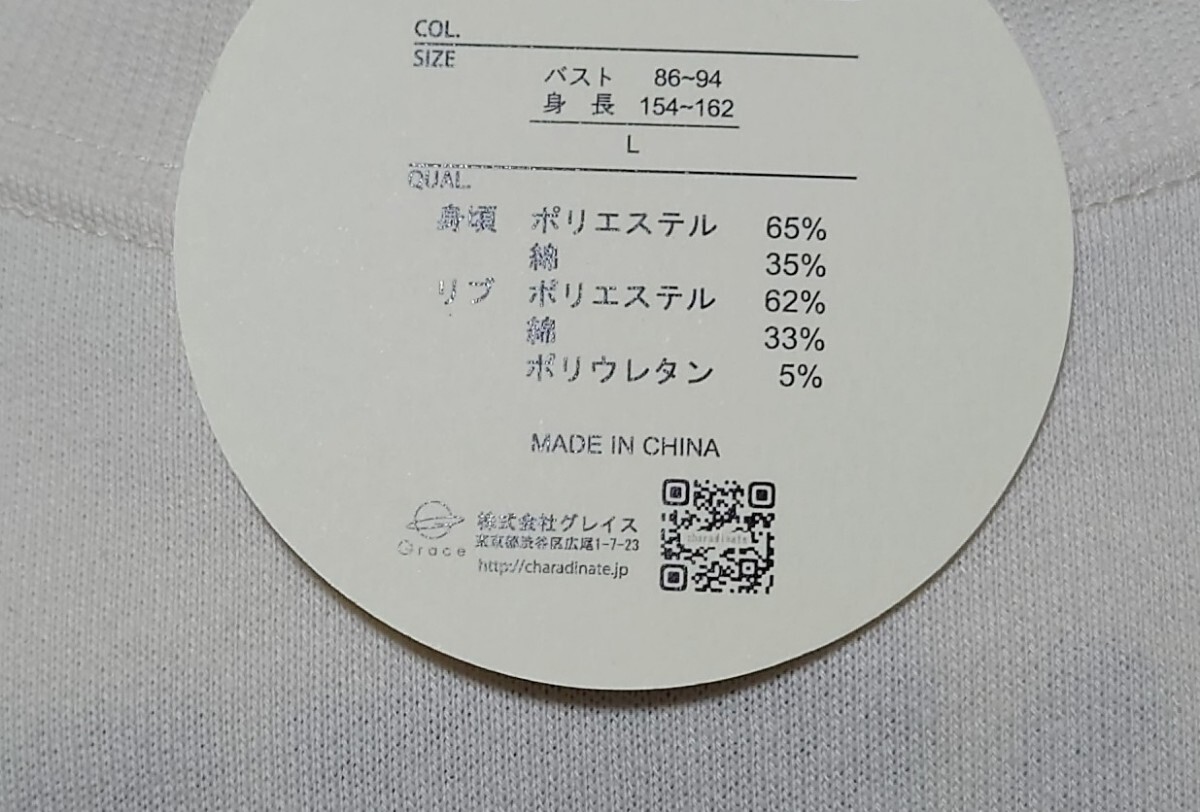 COL.
SIZE
バスト 86~94
身 長 154~162
L
QUAL.
身頃 ポリエステル 65%
綿 35%
リブ ポリエステル 62%
綿 33%
ポリウレタン 5%
MADE IN CHINA
Grace
株式会社グレイス
東京都渋谷区広尾1-7-23
http://charadinate.jp
charadinate